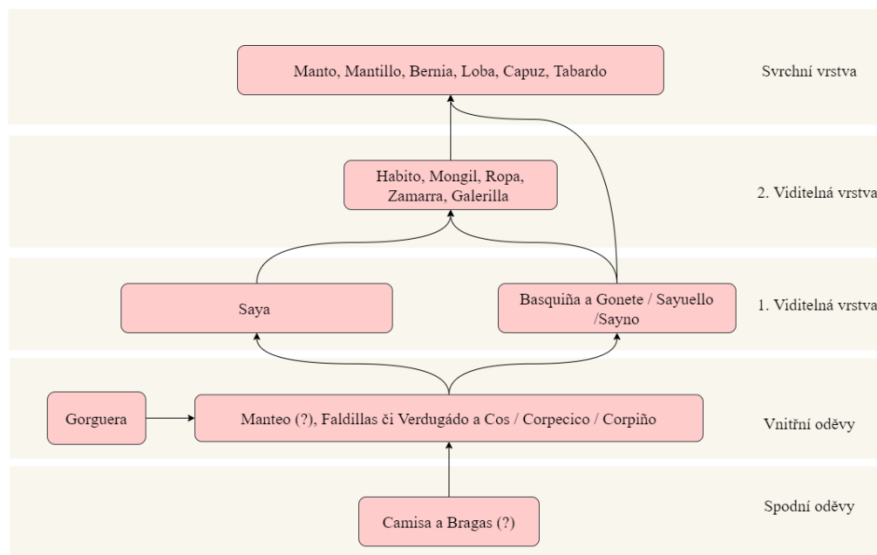 Manto, Mantillo, Bernia, Loba, Capuz, Tabardo
Svrchní vrstva
Habito, Mongil, Ropa,
Zamarra, Galerilla
2. Viditelná vrstva
Saya
Basquiña a Gonete / Sayuello
/Sayno
1. Viditelná vrstva
Gorguera
Manteo (?), Faldillas či Verdugádo a Cos / Corpecico / Corpiño
Vnitřní oděvy
Camisa a Bragas (?)
Spodní oděvy